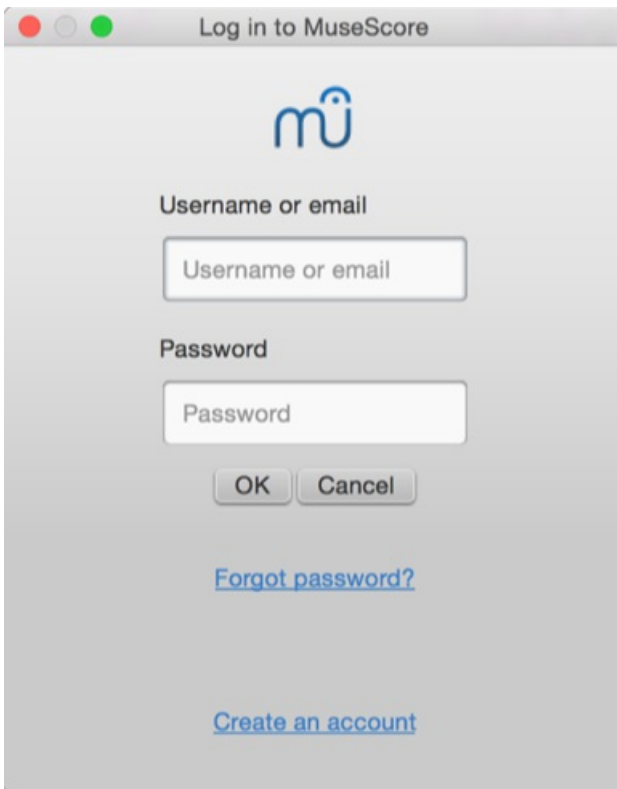 Log in to MuseScore
mu
Username or email
Username or email
Password
Password
OK Cancel
Forgot password?
Create an account